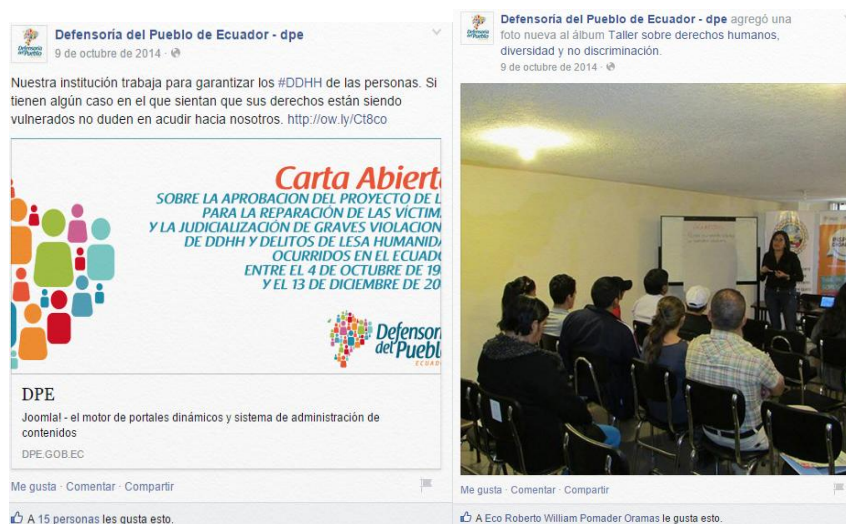 Defensoría del Pueblo de Ecuador - dpe
9 de octubre de 2014
Nuestra institución trabaja para garantizar los #DDHH de las personas. Si
tienen algún caso en el que sientan que sus derechos están siendo
vulnerados no duden en acudir hacia nosotros. http://ow.ly/Ct8co
Carta Abiert
SOBRE LA APROBACION DEL PROYECTO DE L
PARA LA REPARACIÓN DE LAS VÍCTIM
Y LA JUDICIALIZACIÓN DE GRAVES VIOLACION
DE DDHH Y DELITOS DE LESA HUMANIDA
OCURRIDOS EN EL ECUADO
ENTRE EL 4 DE OCTUBRE DE 19
Y EL 13 DE DICIEMBRE DE 20
Defensorí
del Puebl
ECUADO
DPE
Joomla! - el motor de portales dinámicos y sistema de administración de
contenidos
DPE.GOB.EC
Me gusta · Comentar · Compartir
A 15 personas les gusta esto.
Defensoría del Pueblo de Ecuador - dpe agregó una
foto nueva al álbum Taller sobre derechos humanos,
diversidad y no discriminación.
9 de octubre de 2014
Me gusta · Comentar · Compartir
A Eco Roberto William Pomader Oramas le gusta esto.